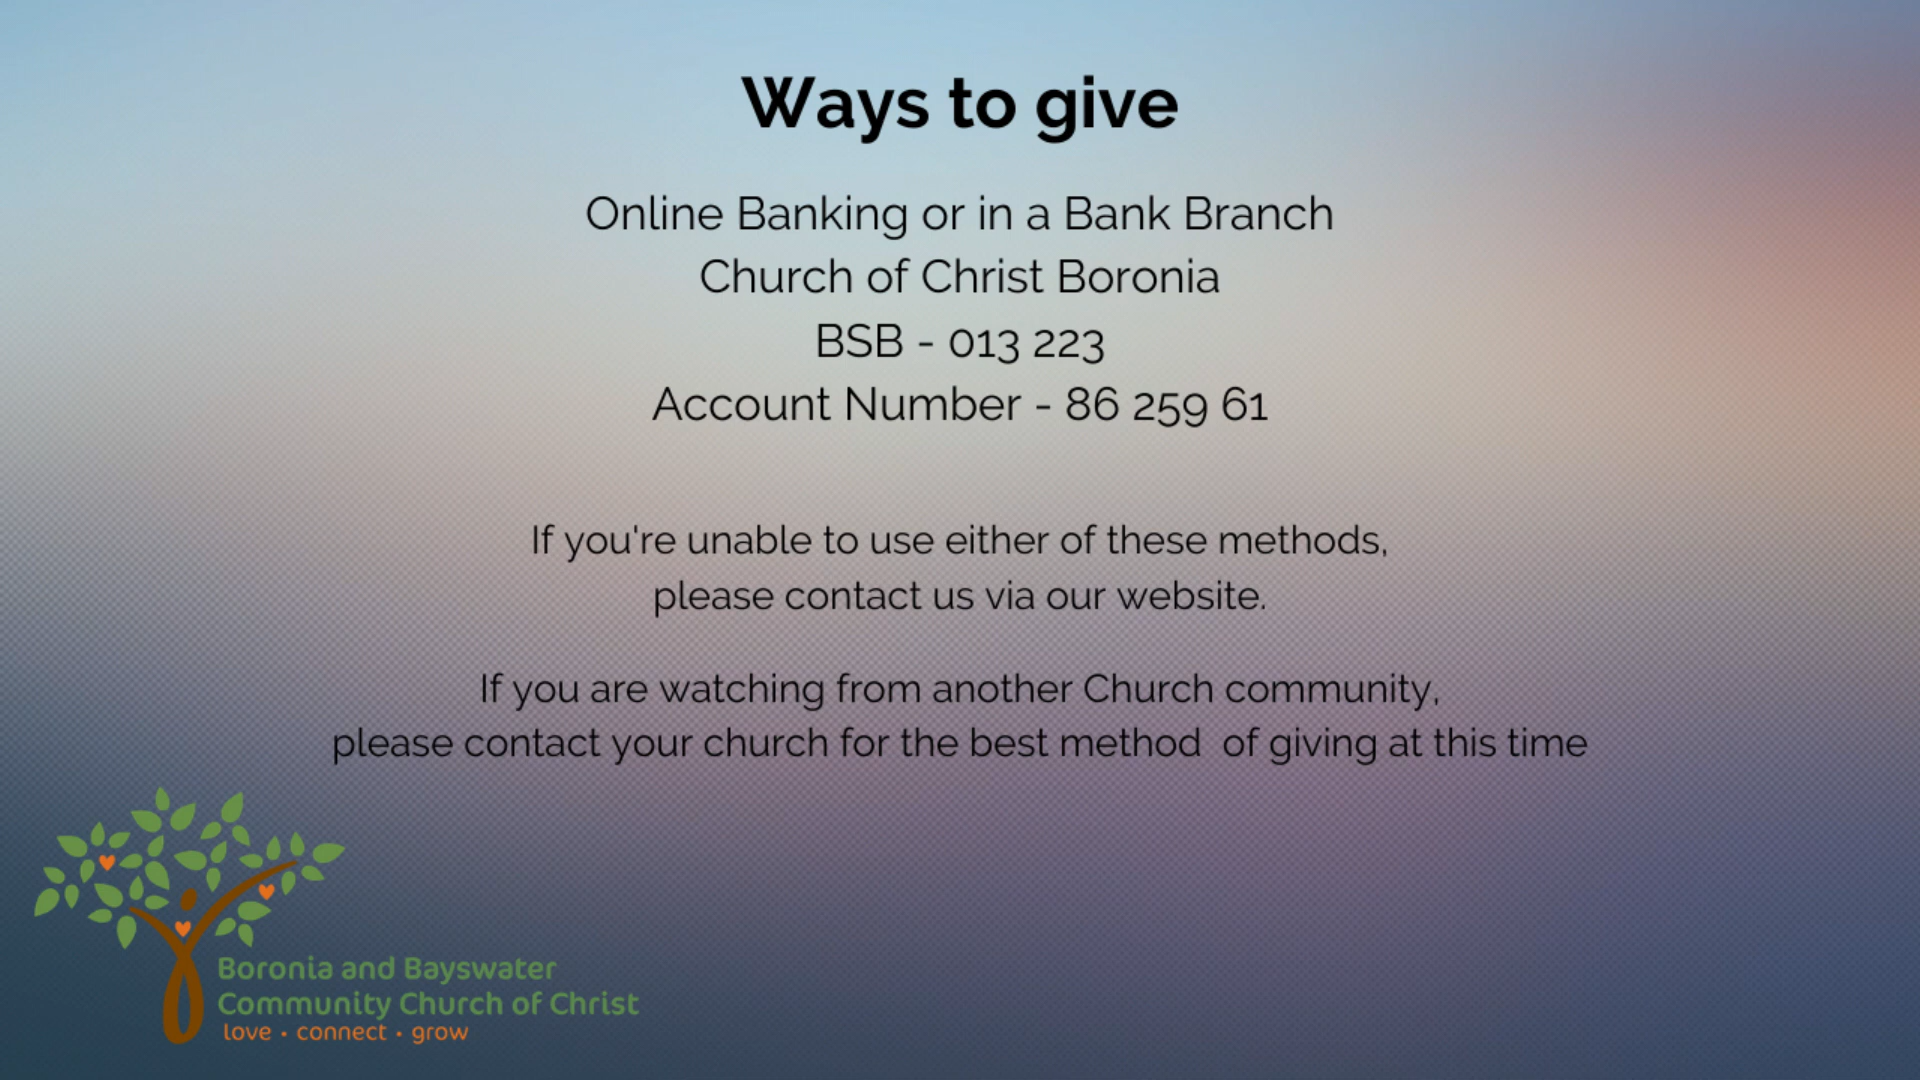 Ways to give
Online Banking or in a Bank Branch
Church of Christ Boronia
BSB - 013 223
Account Number - 86 259 61
If you're unable to use either of these methods,
please contact us via our website.
If you are watching from another Church community,
please contact your church for the best method  of giving at this time
Boronia and Bayswater
Community Church of Christ
love • connect • grow